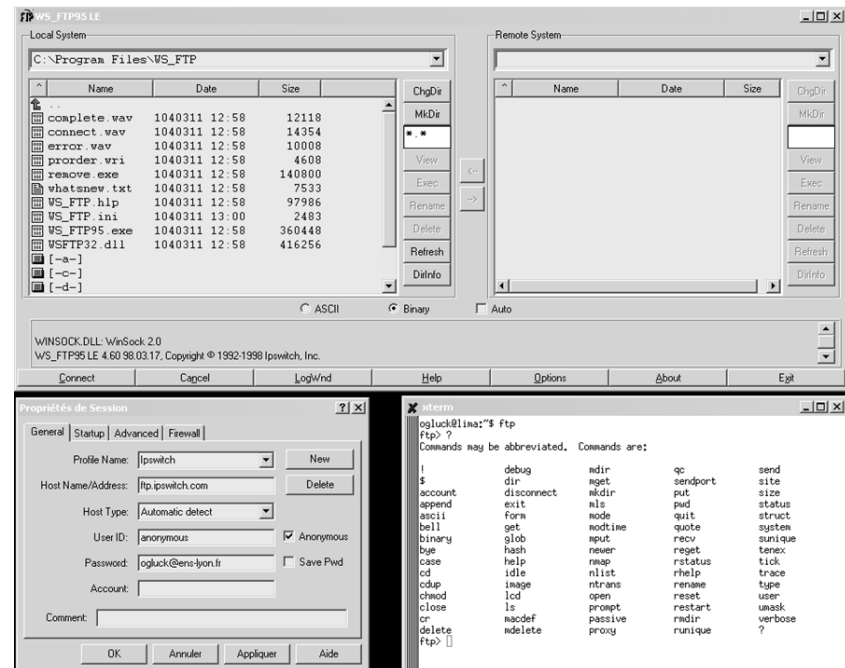 WS_FTP95 LE
Local System
C:\Program Files\WS_FTP
^ Name Date Size
..
complete.wav 1040311 12:58 12118
connect.wav 1040311 12:58 14354
error.wav 1040311 12:58 10008
prorder.wri 1040311 12:58 4608
remove.exe 1040311 12:58 140800
whatsnew.txt 1040311 12:58 7533
WS_FTP.hlp 1040311 12:58 97986
WS_FTP.ini 1040311 13:00 2483
WS_FTP95.exe 1040311 12:58 360448
WSFTP32.dll 1040311 12:58 416256
[-a-]
[-c-]
[-d-]
ChgDir
MkDir
*.*
View
Exec
Rename
Delete
Refresh
DirInfo
<--
-->
Remote System
^ Name Date Size
ChgDir
MkDir
View
Exec
Rename
Delete
Refresh
DirInfo
ASCII Binary Auto
WINSOCK.DLL: WinSock 2.0
WS_FTP95 LE 4.60 98.03.17, Copyright © 1992-1998 Ipswitch, Inc.
Connect Cancel LogWnd Help Options About Exit
Propriétés de Session
General Startup Advanced Firewall
Profile Name: Ipswitch New
Host Name/Address: ftp.ipswitch.com Delete
Host Type: Automatic detect
User ID: anonymous Anonymous
Password: ogluck@ens-lyon.fr Save Pwd
Account:
Comment:
OK Annuler Appliquer Aide
xterm
ogluck@lima:~$ ftp
ftp> ?
Commands may be abbreviated. Commands are:
! debug mdir qc send
$ dir mget sendport site
account disconnect mkdir put size
append exit mls pwd status
ascii form mode quit struct
bell get modtime quote system
binary glob mput recv sunique
bye hash newer reget tenex
case help nmap rstatus tick
cd idle nlist rhelp trace
cdup image ntrans rename type
chmod lcd open reset user
close ls prompt restart umask
cr macdef passive rmdir verbose
delete mdelete proxy runique ?
ftp>